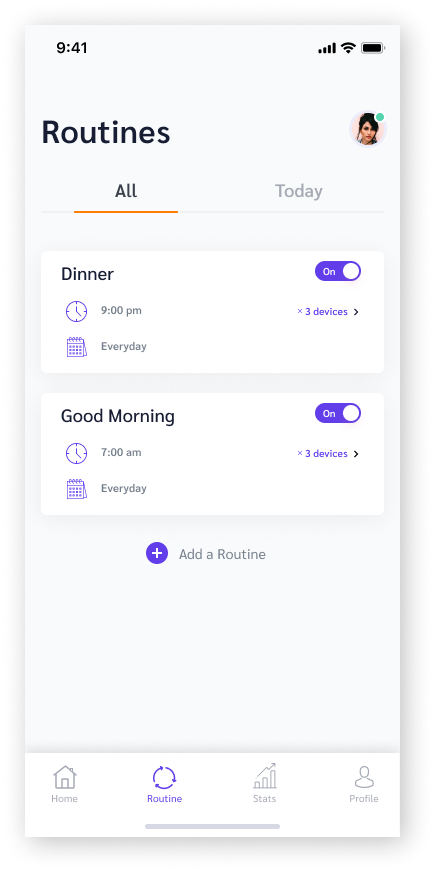 9:41
Routines
All
Today
Dinner
On
9:00 pm
× 3 devices
Everyday
Good Morning
On
7:00 am
× 3 devices
Everyday
Add a Routine
Home
Routine
Stats
Profile